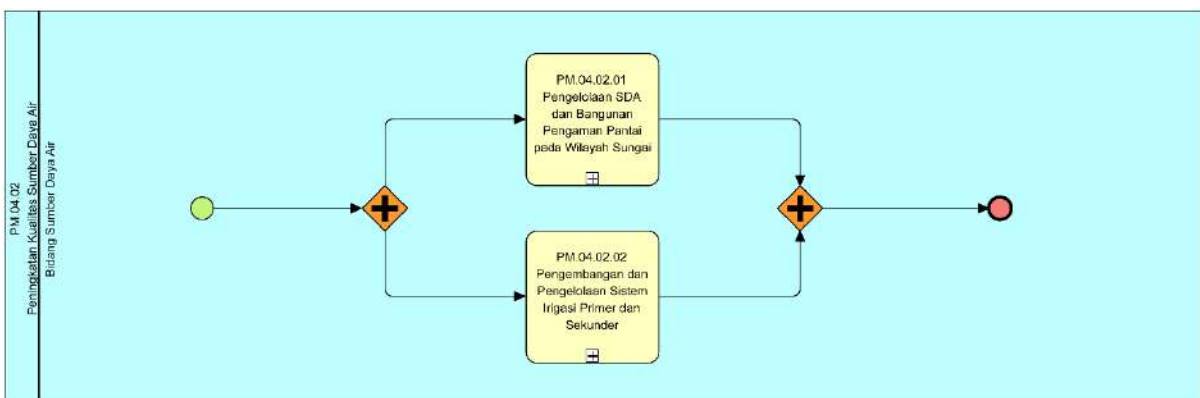 PM.04.02
Peningkatan Kualitas Sumber Daya Air
Bidang Sumber Daya Air
PM.04.02.01
Pengelolaan SDA
dan Bangunan
Pengaman Pantai
pada Wilayah Sungai
PM.04.02.02
Pengembangan dan
Pengelolaan Sistem
Irigasi Primer dan
Sekunder